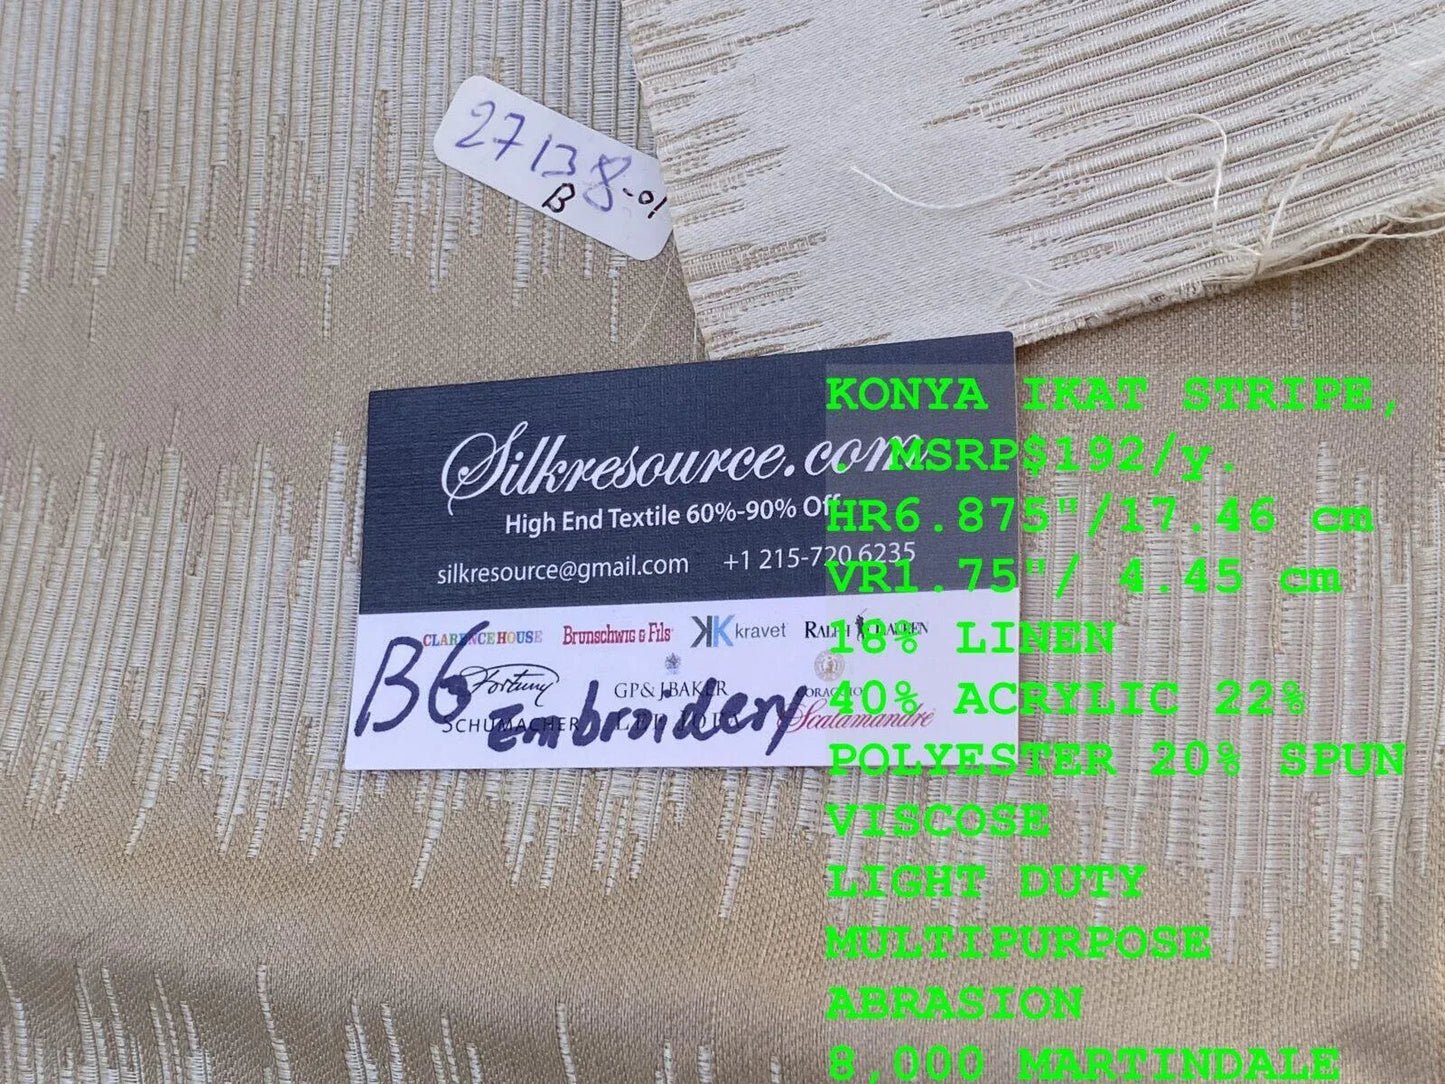 27138-01
B
Silkresource.com
High End Textile 60%-90% Off
silkresource@gmail.com +1 215-720 6235
CLARENCE HOUSE BRUNSCHWIG & FILS kravet RALPH LAUREN
Fortuny GP & J BAKER CORAGGIO
SCHUMACHER LEE JOFA Scalamandré
B6 Embroidery
KONYA IKAT STRIPE,
. MSRP$192/y.
HR6.875"/17.46 cm
VR1.75"/ 4.45 cm
18% LINEN
40% ACRYLIC 22%
POLYESTER 20% SPUN
VISCOSE
LIGHT DUTY
MULTIPURPOSE
ABRASION
8,000 MARTINDALE